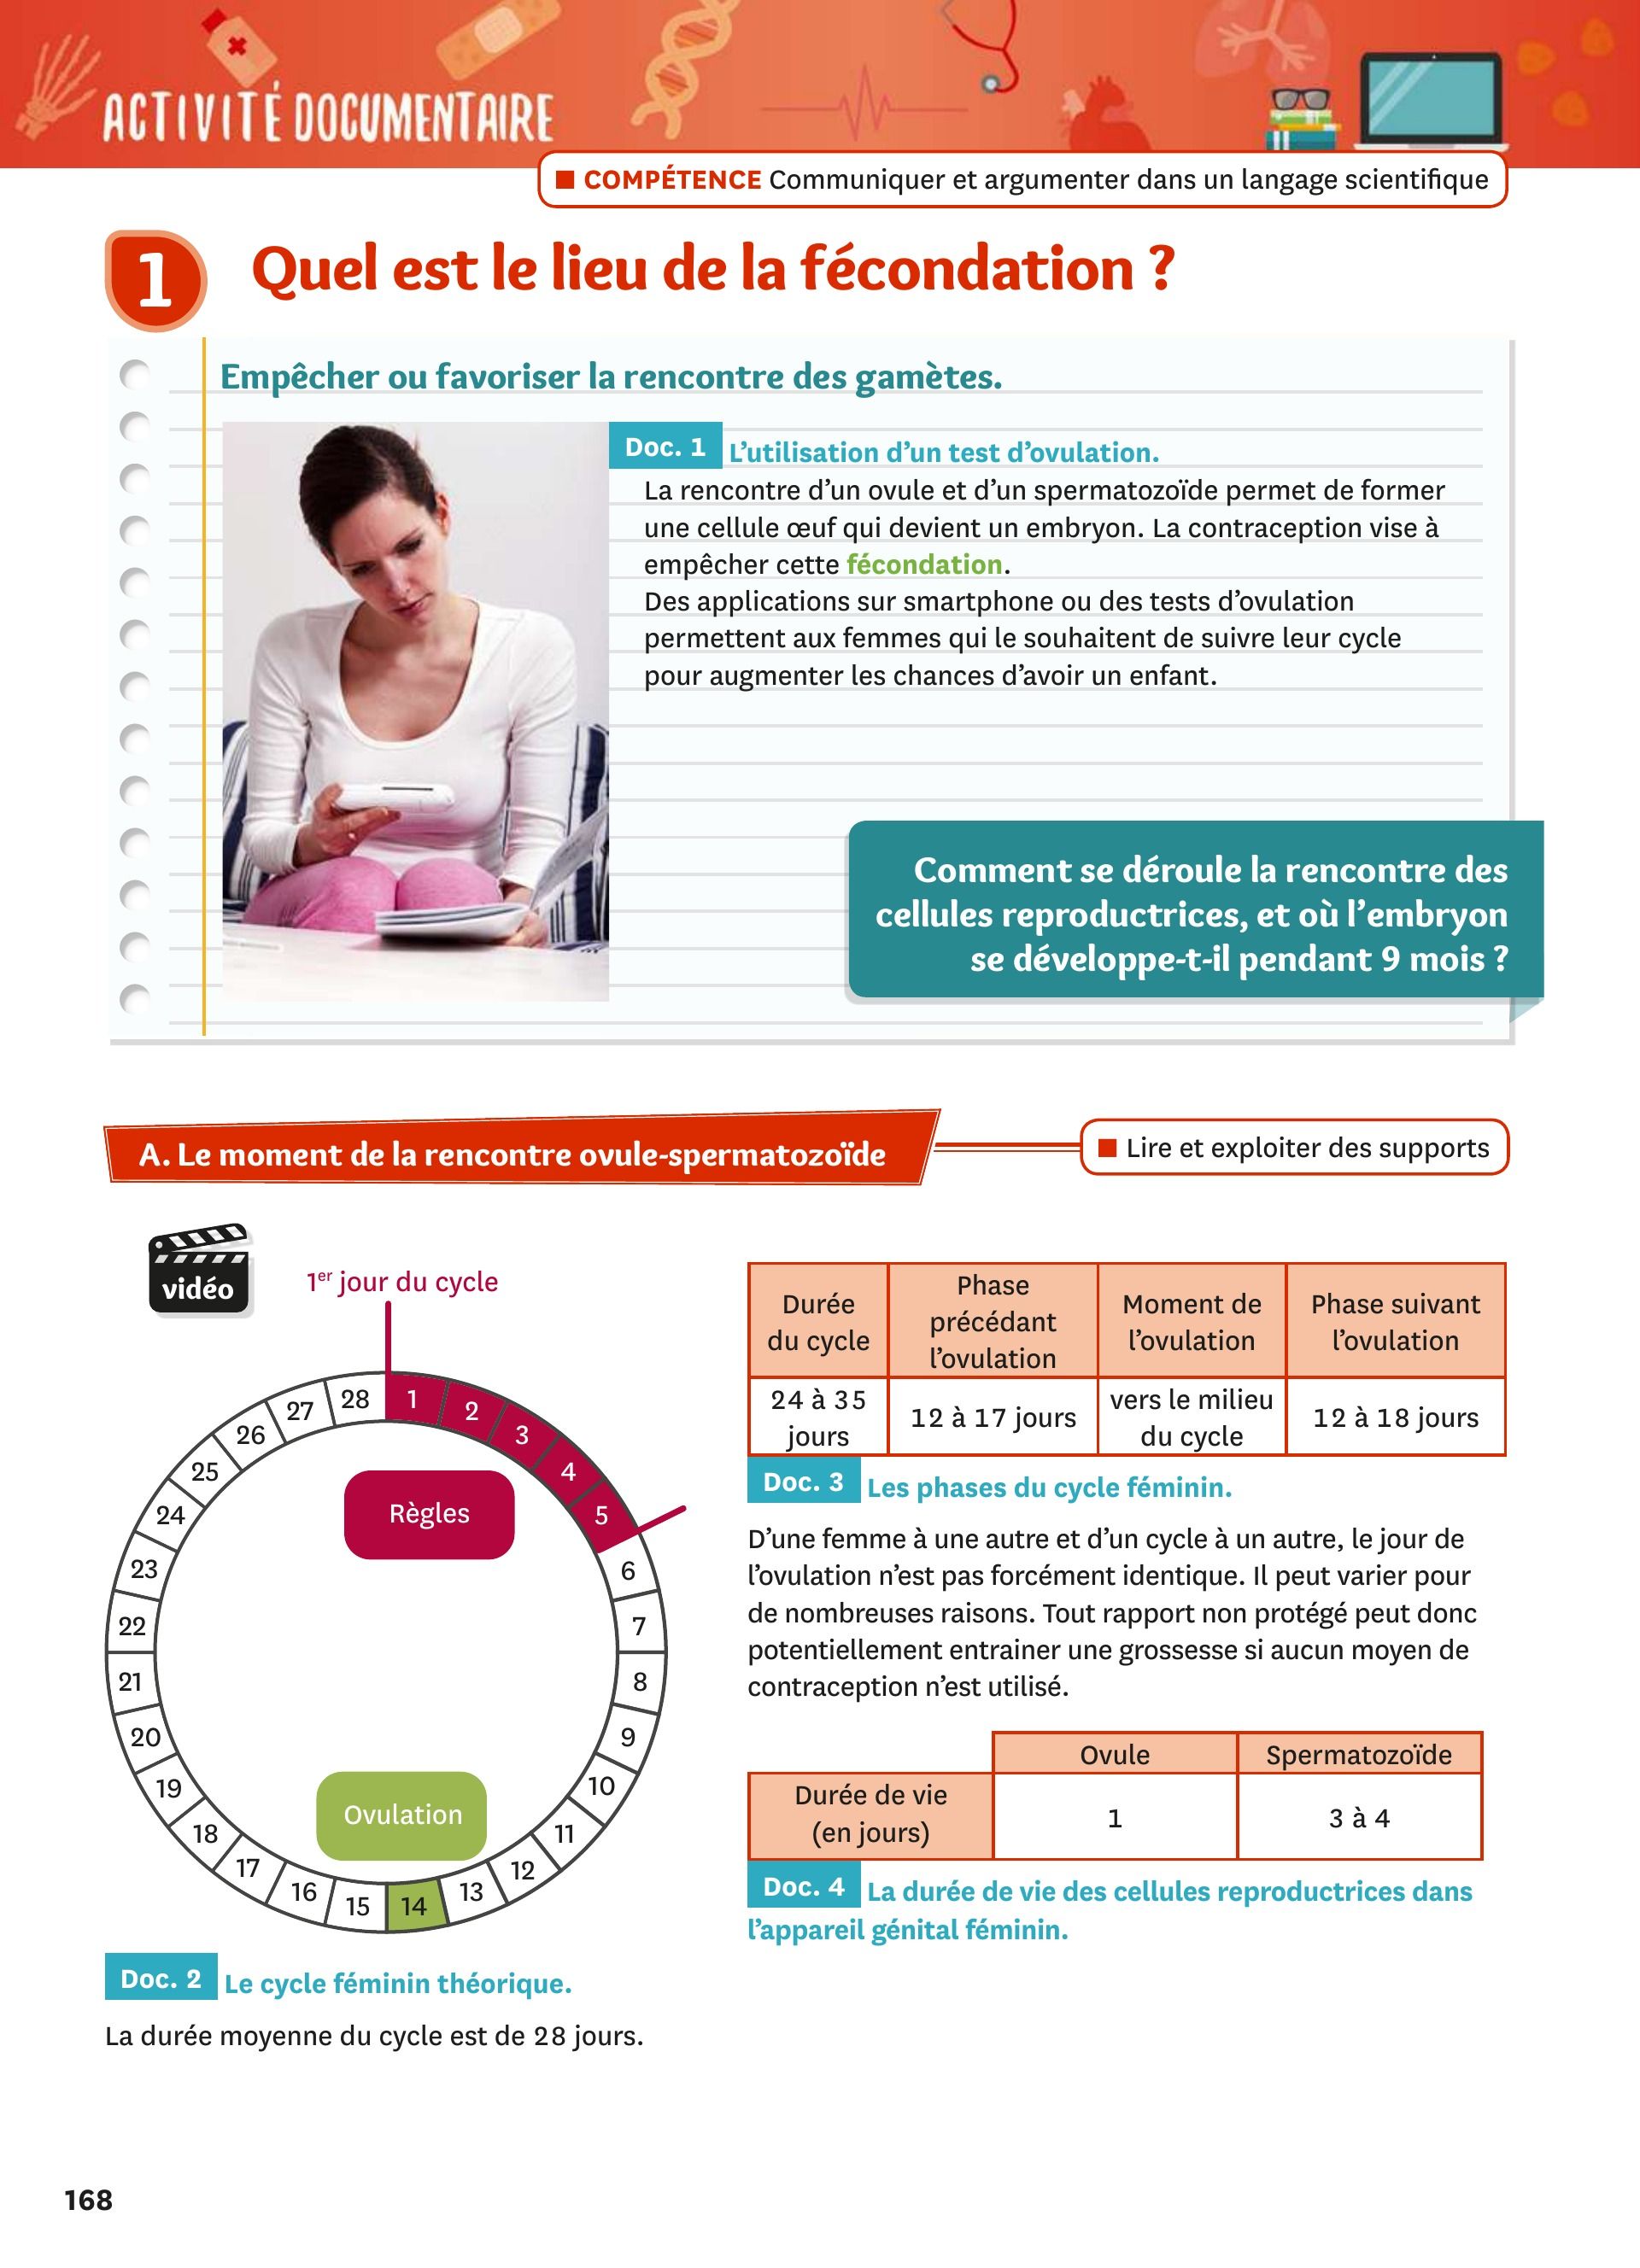 ACTIVITÉ DOCUMENTAIRE
COMPÉTENCE Communiquer et argumenter dans un langage scientifique
1 Quel est le lieu de la fécondation ?
Empêcher ou favoriser la rencontre des gamètes.
Doc. 1 L'utilisation d'un test d'ovulation.
La rencontre d'un ovule et d'un spermatozoïde permet de former
une cellule œuf qui devient un embryon. La contraception vise à
empêcher cette fécondation.
Des applications sur smartphone ou des tests d'ovulation
permettent aux femmes qui le souhaitent de suivre leur cycle
pour augmenter les chances d'avoir un enfant.
Comment se déroule la rencontre des
cellules reproductrices, et où l'embryon
se développe-t-il pendant 9 mois ?
A. Le moment de la rencontre ovule-spermatozoïde
Lire et exploiter des supports
vidéo
1er jour du cycle
1
2
3
4
5
6
7
8
9
10
11
12
13
14
15
16
17
18
19
20
21
22
23
24
25
26
27
28
Règles
Ovulation
Doc. 2 Le cycle féminin théorique.
La durée moyenne du cycle est de 28 jours.
Durée
du cycle
Phase
précédant
l'ovulation
Moment de
l'ovulation
Phase suivant
l'ovulation
24 à 35
jours
12 à 17 jours
vers le milieu
du cycle
12 à 18 jours
Doc. 3 Les phases du cycle féminin.
D'une femme à une autre et d'un cycle à un autre, le jour de
l'ovulation n'est pas forcément identique. Il peut varier pour
de nombreuses raisons. Tout rapport non protégé peut donc
potentiellement entrainer une grossesse si aucun moyen de
contraception n'est utilisé.
Ovule
Spermatozoïde
Durée de vie
(en jours)
1
3 à 4
Doc. 4 La durée de vie des cellules reproductrices dans
l'appareil génital féminin.
168